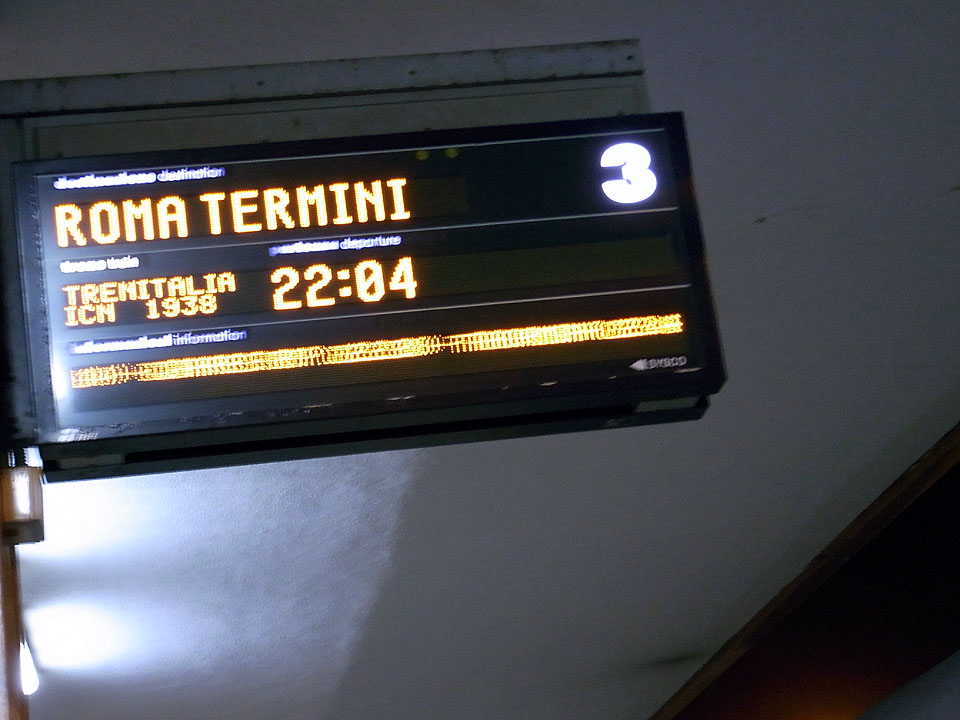 destinazione destination
3
ROMA TERMINI
treno train
partenza departure
TRENITALIA
ICN 1938
22:04
informazioni information